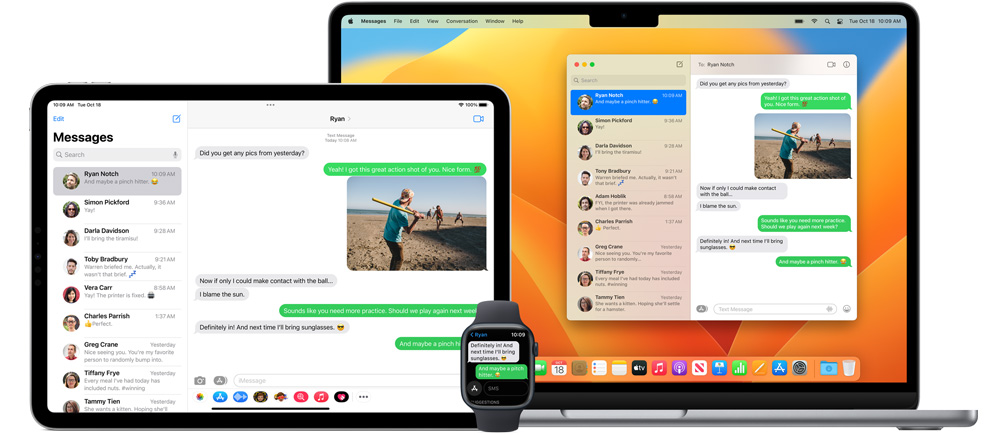 Messages File Edit View Conversation Window Help
Tue Oct 18 10:09 AM
Search
Ryan Notch 10:09 AM
And maybe a pinch hitter. 😂
Simon Pickford 9:36 AM
Yay!
Darla Davidson 9:28 AM
I'll bring the tiramisu!
Tony Bradbury 9:28 AM
Warren briefed me. Actually, it wasn't
that brief. 💤
Adam Hoblik 8:56 AM
FYI, the printer was already jammed
when I got there.
Charles Parrish 1:37 AM
👍 Perfect.
Greg Crane Yesterday
Nice seeing you. You're my favorite
person to randomly...
Tiffany Frye Yesterday
Every meal I've had today has included
nuts. #winning
Tammy Tien Yesterday
She wants a kitten. Hoping she'll settle
for a hamster.
To: Ryan Notch
Did you get any pics from yesterday?
Yeah! I got this great action shot of
you. Nice form.
Now if only I could make contact
with the ball...
I blame the sun.
Sounds like you need more practice.
Should we play again next week?
Definitely in! And next time I'll bring
sunglasses. 😎
And maybe a pinch hitter. 😂
Text Message
OCT
18
tv
10:09 AM Tue Oct 18
100%
Edit
Messages
Search
Ryan Notch 10:09 AM
And maybe a pinch hitter. 😂
Simon Pickford 9:36 AM
Yay!
Darla Davidson 9:28 AM
I'll bring the tiramisu!
Toby Bradbury 9:28 AM
Warren briefed me. Actually, it
wasn't that brief. 💤
Vera Carr 8:56 AM
Yay! The printer is fixed. 🖨
Charles Parrish 1:37 AM
👍Perfect.
Greg Crane Yesterday
Nice seeing you. You're my favorite
person to randomly bump into.
Tiffany Frye Yesterday
Every meal I've had today has
included nuts. #winning
Tammy Tien Yesterday
She wants a kitten. Hoping she'll
Ryan
Text Message
Today 10:08 AM
Did you get any pics from yesterday?
Yeah! I got this great action shot of you. Nice form.
Now if only I could make contact with the ball...
I blame the sun.
Sounds like you need more practice. Should we play again next week
Definitely in! And next time I'll bring sunglasses. 😎
And maybe a pinch h
iMessage
Ryan 10:09
Definitely in! And
next time I'll bring
sunglasses. 😎
And maybe a pinch
hitter. 😂
SMS
SUGGESTIONS